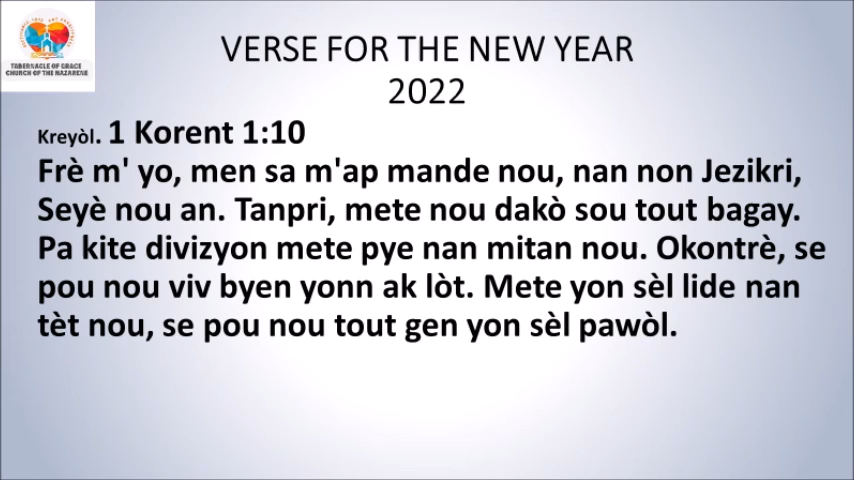 TABERNACLE OF GRACE
CHURCH OF THE NAZARENE
VERSE FOR THE NEW YEAR
2022
Kreyòl. 1 Korent 1:10
Frè m' yo, men sa m'ap mande nou, nan non Jezikri,
Seyè nou an. Tanpri, mete nou dakò sou tout bagay.
Pa kite divizyon mete pye nan mitan nou. Okontrè, se
pou nou viv byen yonn ak lòt. Mete yon sèl lide nan
tèt nou, se pou nou tout gen yon sèl pawòl.